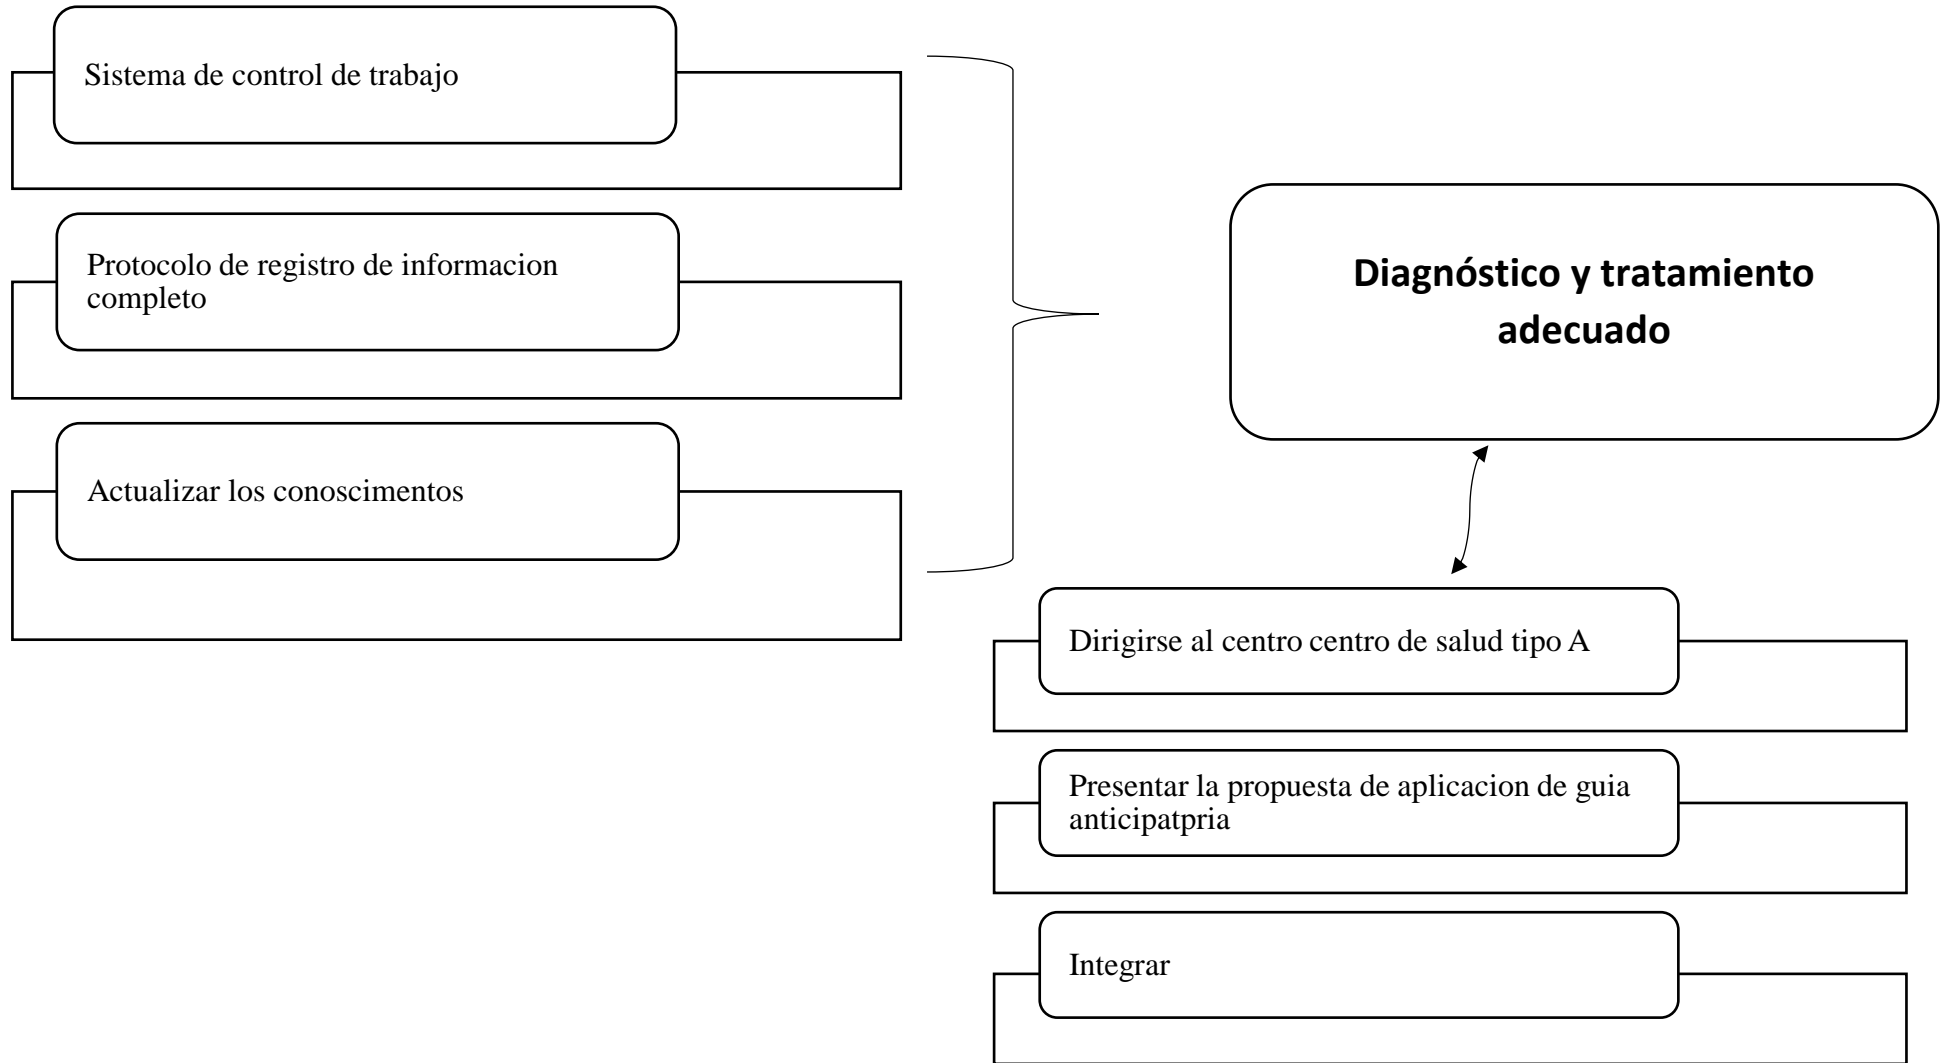 Sistema de control de trabajo
Protocolo de registro de informacion
completo
Actualizar los conoscimentos
Diagnóstico y tratamiento
adecuado
Dirigirse al centro centro de salud tipo A
Presentar la propuesta de aplicacion de guia
anticipatpria
Integrar